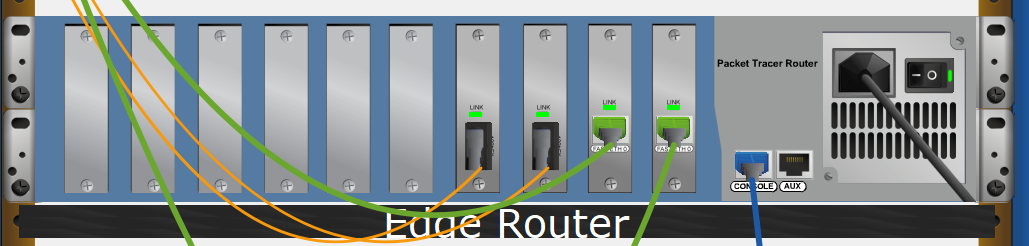 LINK
LINK
LINK
LINK
Packet Tracer Router
CONSOLE
AUX
Edge Router